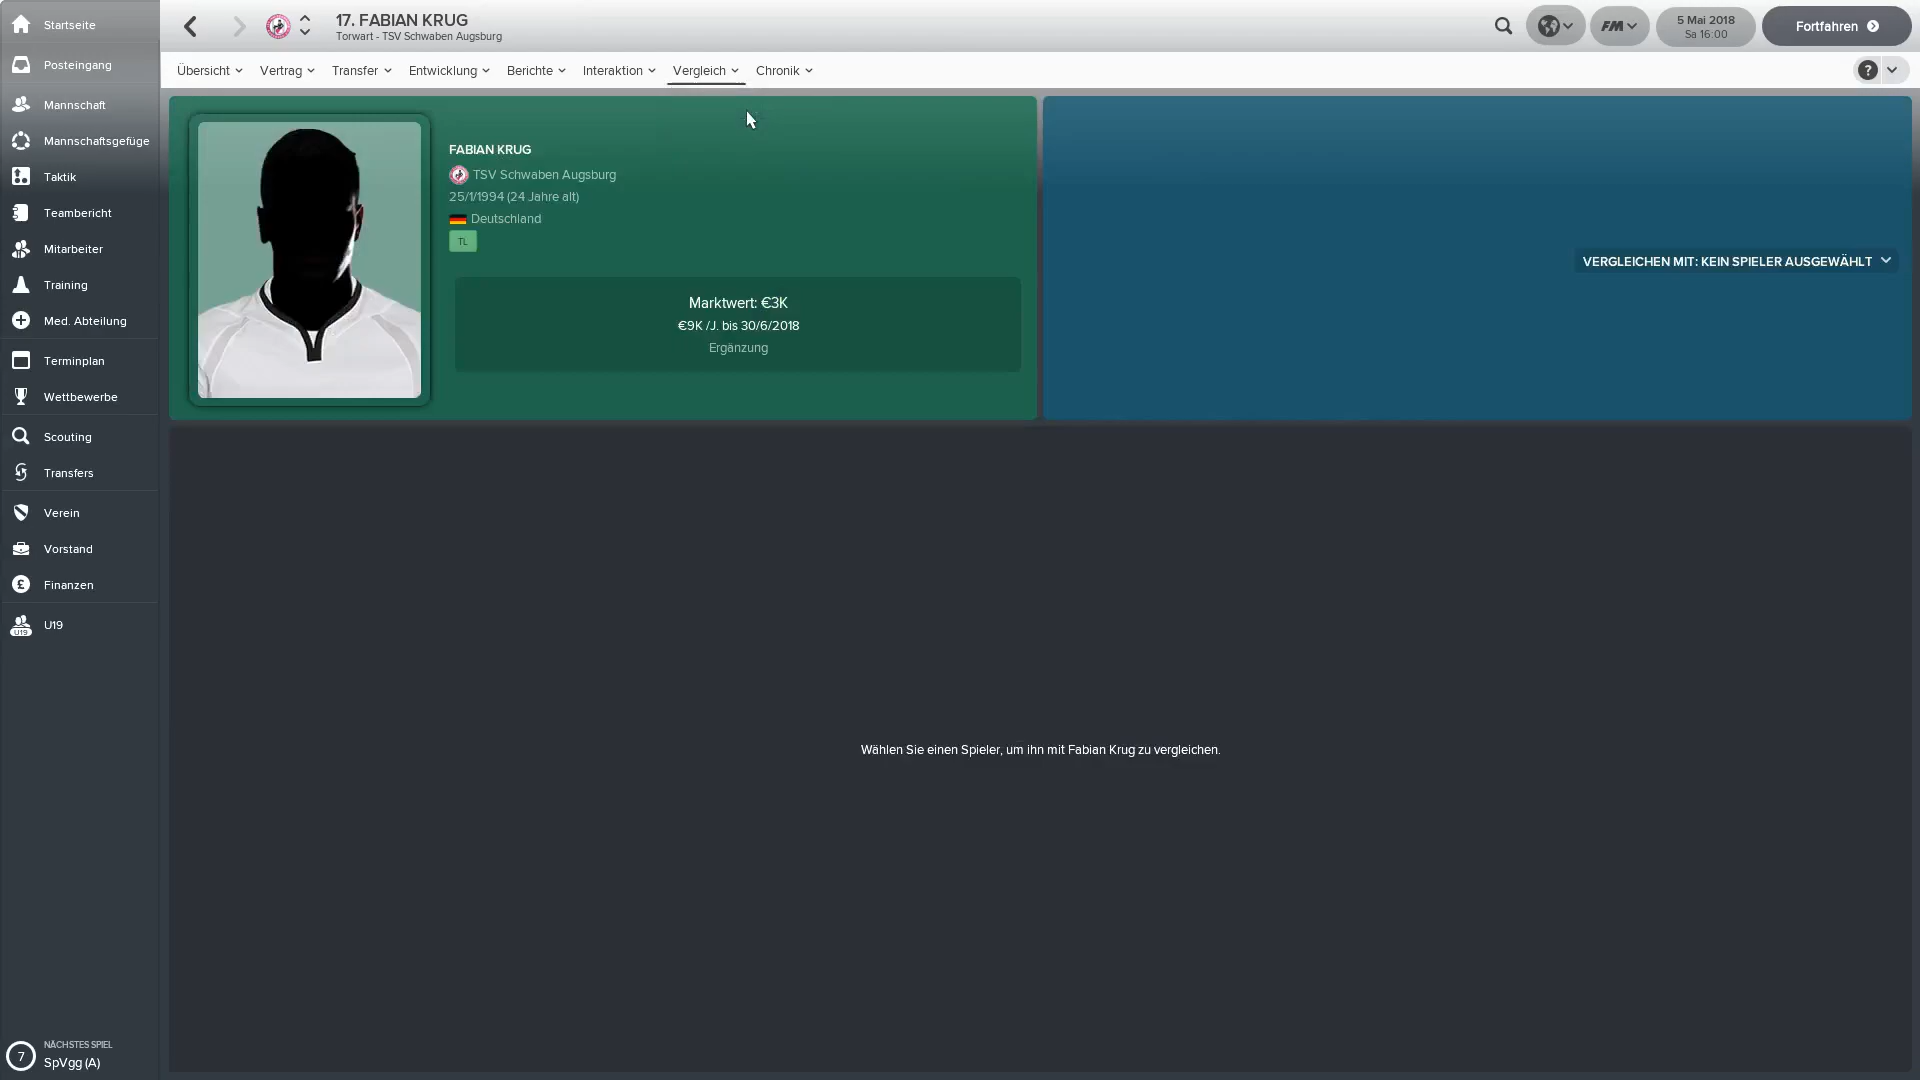 Startseite
Posteingang
Mannschaft
Mannschaftsgefüge
Taktik
Teambericht
Mitarbeiter
Training
Med. Abteilung
Terminplan
Wettbewerbe
Scouting
Transfers
Verein
Vorstand
£
Finanzen
U19
U19
7
NÄCHSTES SPIEL
SpVgg (A)
17. FABIAN KRUG
Torwart - TSV Schwaben Augsburg
FM
5 Mai 2018
Sa 16:00
Fortfahren
Übersicht
Vertrag
Transfer
Entwicklung
Berichte
Interaktion
Vergleich
Chronik
?
FABIAN KRUG
TSV Schwaben Augsburg
25/1/1994 (24 Jahre alt)
Deutschland
TL
Marktwert: €3K
€9K /J. bis 30/6/2018
Ergänzung
VERGLEICHEN MIT: KEIN SPIELER AUSGEWÄHLT
Wählen Sie einen Spieler, um ihn mit Fabian Krug zu vergleichen.